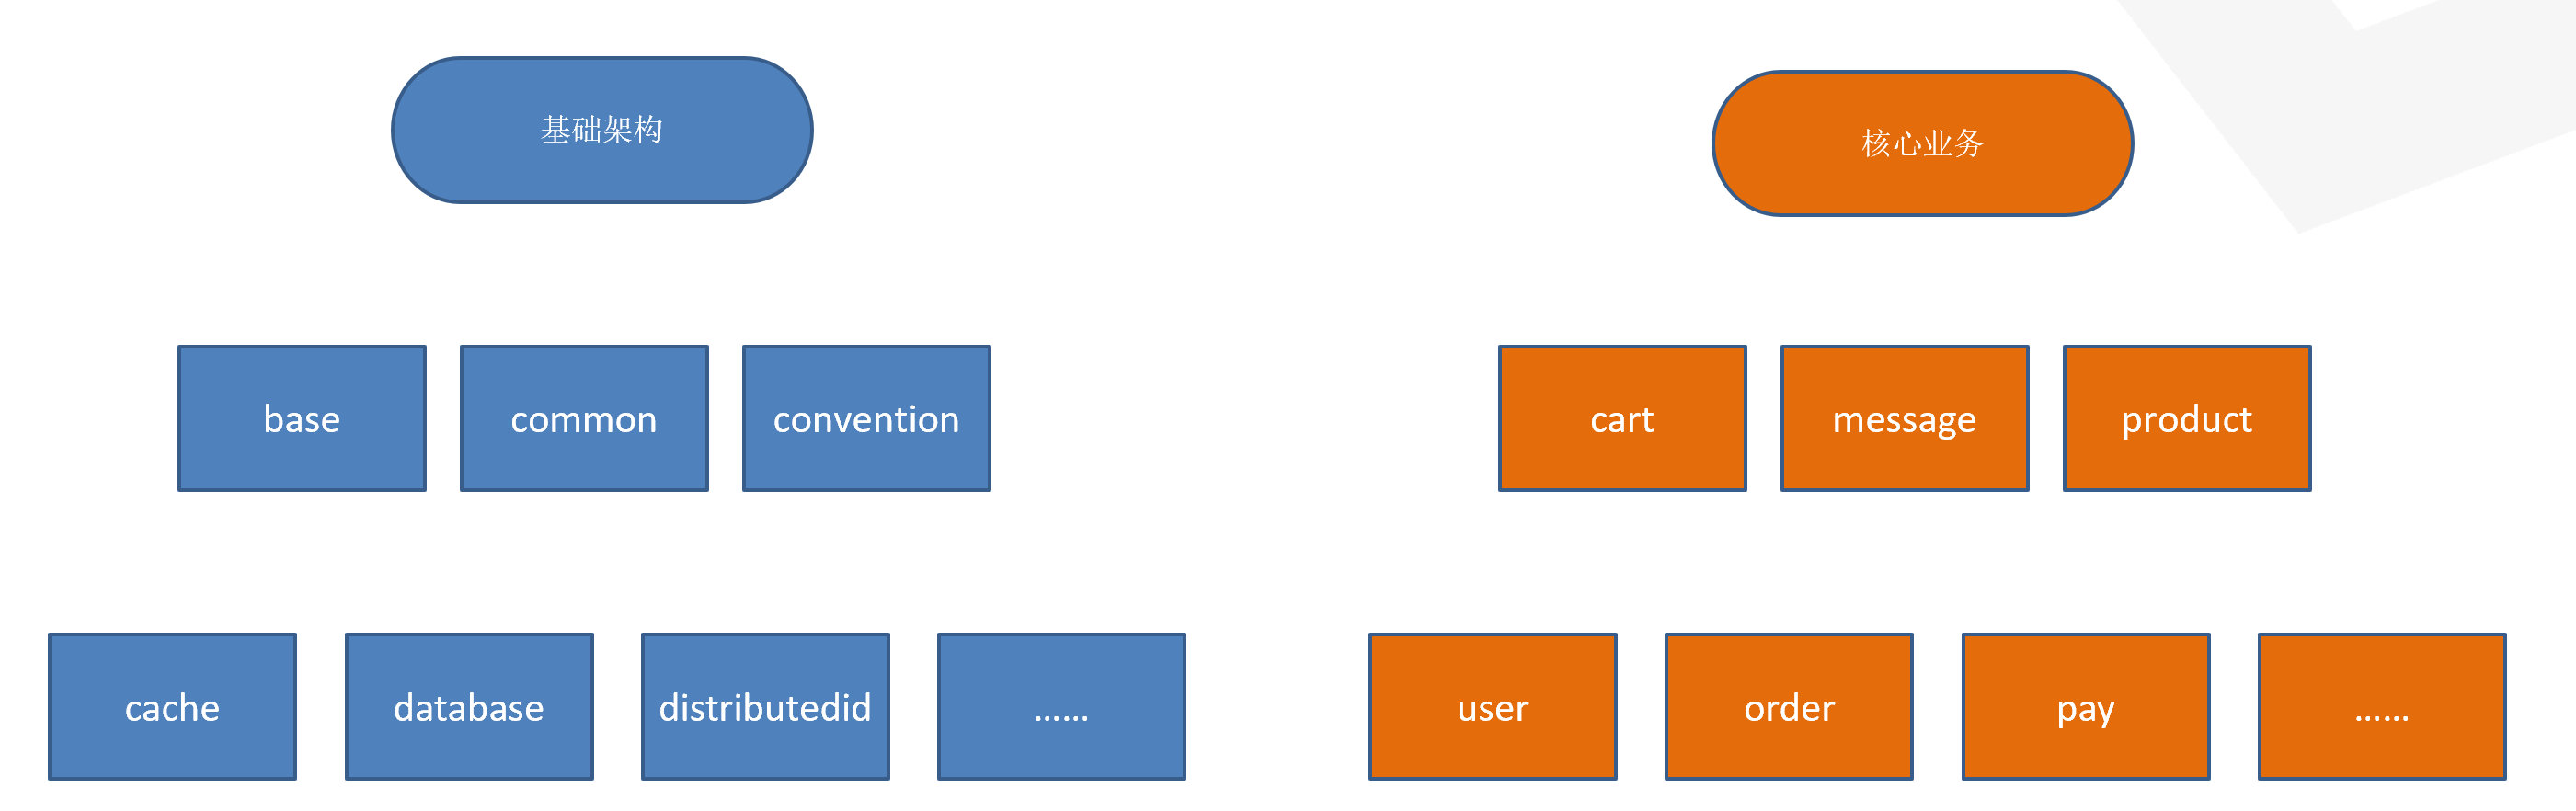 基础架构
核心业务
base
common
convention
cart
message
product
cache
database
distributedid
……
user
order
pay
……